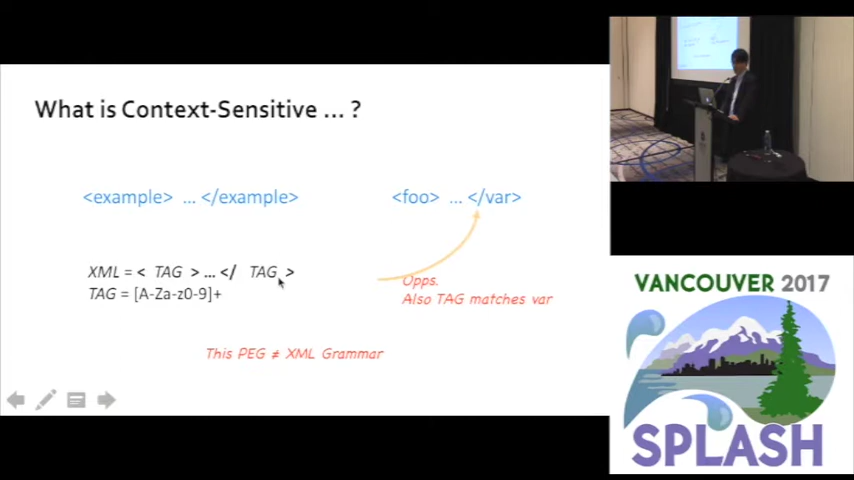 What is Context-Sensitive ... ?
<example> ... </example>
<foo> ... </var>
XML = < TAG > ... </ TAG >
TAG = [A-Za-z0-9]+
Opps.
Also TAG matches var
This PEG ≠ XML Grammar
VANCOUVER 2017
SPLASH